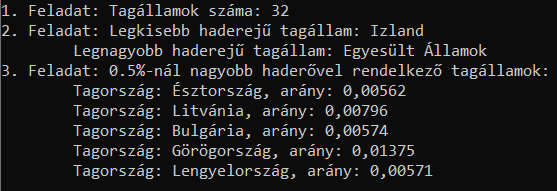 1. Feladat: Tagállamok száma: 32
2. Feladat: Legkisebb haderejű tagállam: Izland
Legnagyobb haderejű tagállam: Egyesült Államok
3. Feladat: 0.5%-nál nagyobb haderővel rendelkező tagállamok:
Tagország: Észtország, arány: 0,00562
Tagország: Litvánia, arány: 0,00796
Tagország: Bulgária, arány: 0,00574
Tagország: Görögország, arány: 0,01375
Tagország: Lengyelország, arány: 0,00571